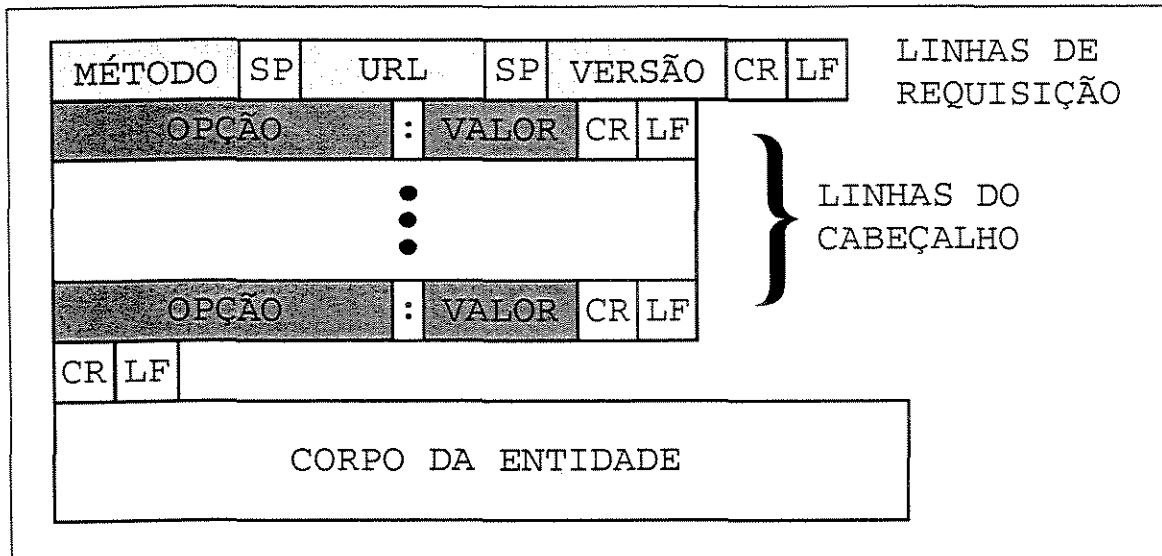 MÉTODO SP URL SP VERSÃO CR LF
LINHAS DE
REQUISIÇÃO
OPÇÃO : VALOR CR LF
LINHAS DO
CABEÇALHO
OPÇÃO : VALOR CR LF
CR LF
CORPO DA ENTIDADE